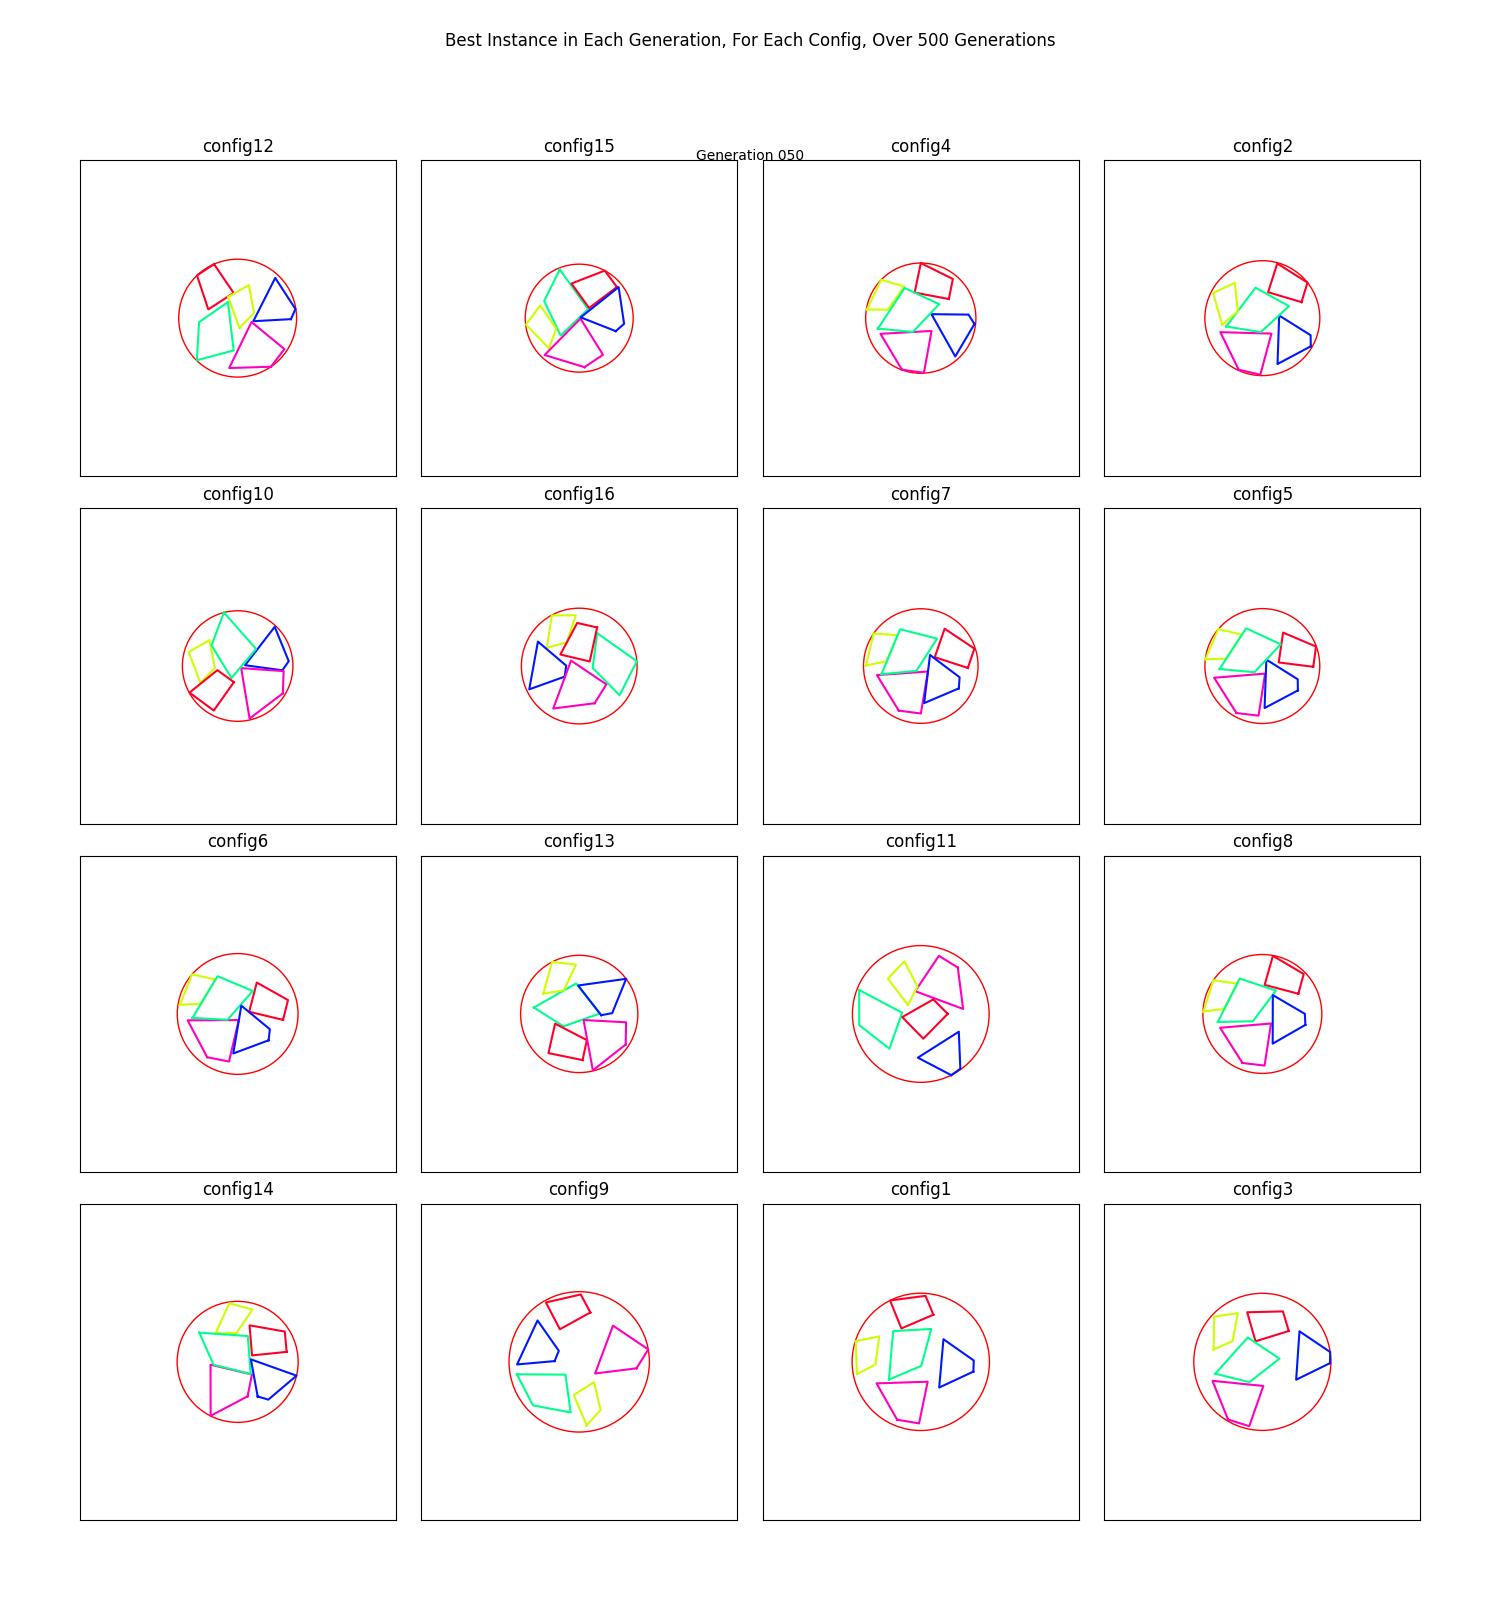 Best Instance in Each Generation, For Each Config, Over 500 Generations
Generation 050
config12
config15
config4
config2
config10
config16
config7
config5
config6
config13
config11
config8
config14
config9
config1
config3